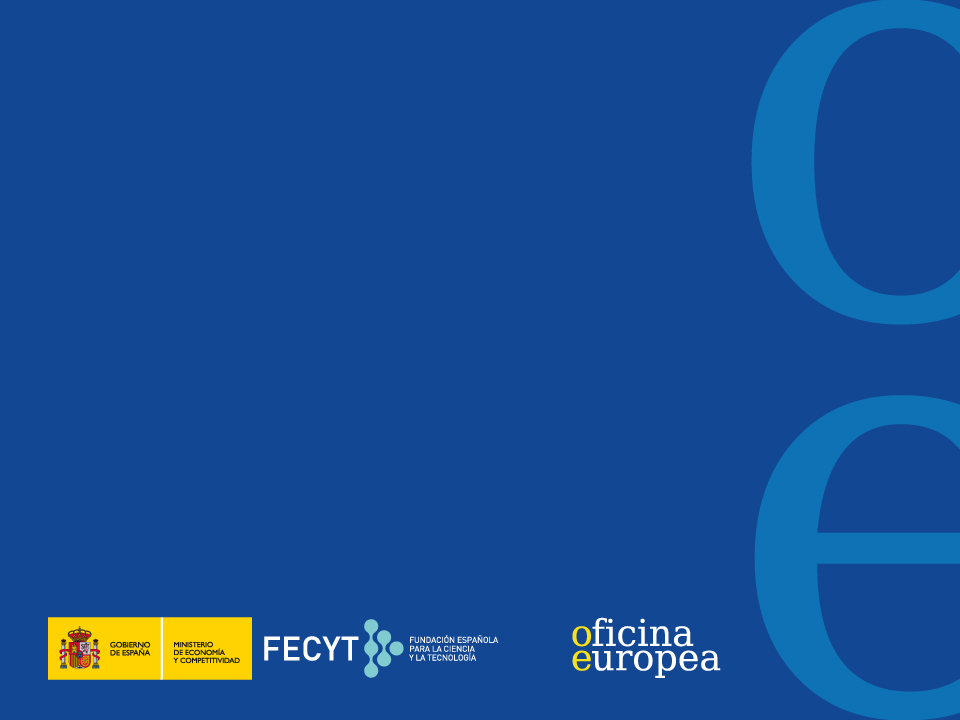 o
e
GOBIERNO
DE ESPAÑA
MINISTERIO
DE ECONOMÍA
Y COMPETITIVIDAD
FECYT
FUNDACIÓN ESPAÑOLA
PARA LA CIENCIA
Y LA TECNOLOGÍA
oficina
europea